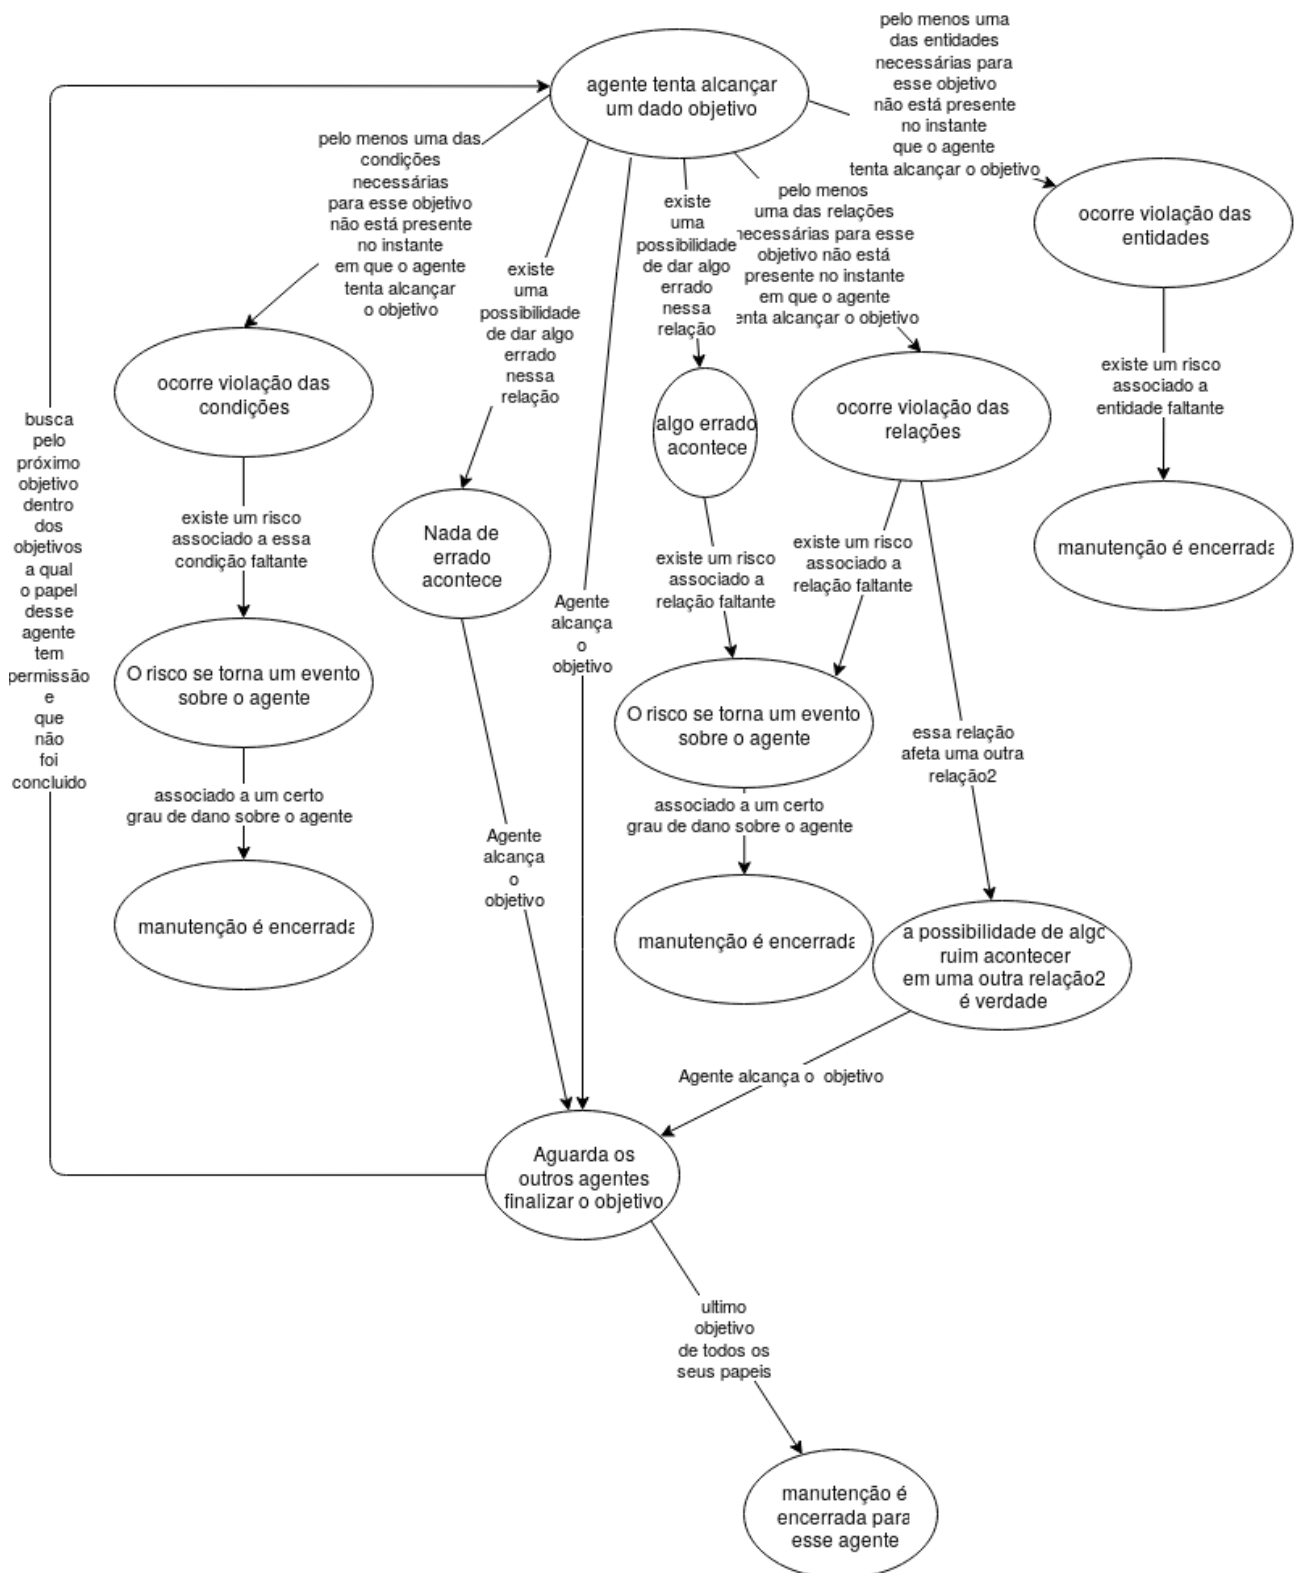 pelo menos uma
das entidades
necessárias para
esse objetivo
não está presente
no instante
que o agente
tenta alcançar o objetivo
agente tenta alcançar
um dado objetivo
pelo menos uma das
condições
necessárias
para esse objetivo
não está presente
no instante
em que o agente
tenta alcançar
o objetivo
existe
uma
possibilidade
de dar algo
errado
nessa
relação
existe
uma
possibilidade
de dar algo
errado
nessa
relação
pelo menos
uma das relações
necessárias para esse
objetivo não está
presente no instante
em que o agente
enta alcançar o objetivo
ocorre violação das
entidades
ocorre violação das
condições
algo errado
acontece
ocorre violação das
relações
existe um risco
associado a
entidade faltante
busca
pelo
próximo
objetivo
dentro
dos
objetivos
a qual
o papel
desse
agente
tem
permissão
e
que
não
foi
concluido
existe um risco
associado a essa
condição faltante
Nada de
errado
acontece
existe um risco
associado a
relação faltante
existe um risco
associado a
relação faltante
manutenção é encerrada
Agente
alcança
o
objetivo
O risco se torna um evento
sobre o agente
O risco se torna um evento
sobre o agente
essa relação
afeta uma outra
relação2
associado a um certo
grau de dano sobre o agente
associado a um certo
grau de dano sobre o agente
Agente
alcança
o
objetivo
manutenção é encerrada
manutenção é encerrada
a possibilidade de algo
ruim acontecer
em uma outra relação2
é verdade
Agente alcança o objetivo
Aguarda os
outros agentes
finalizar o objetivo
ultimo
objetivo
de todos os
seus papeis
manutenção é
encerrada para
esse agente